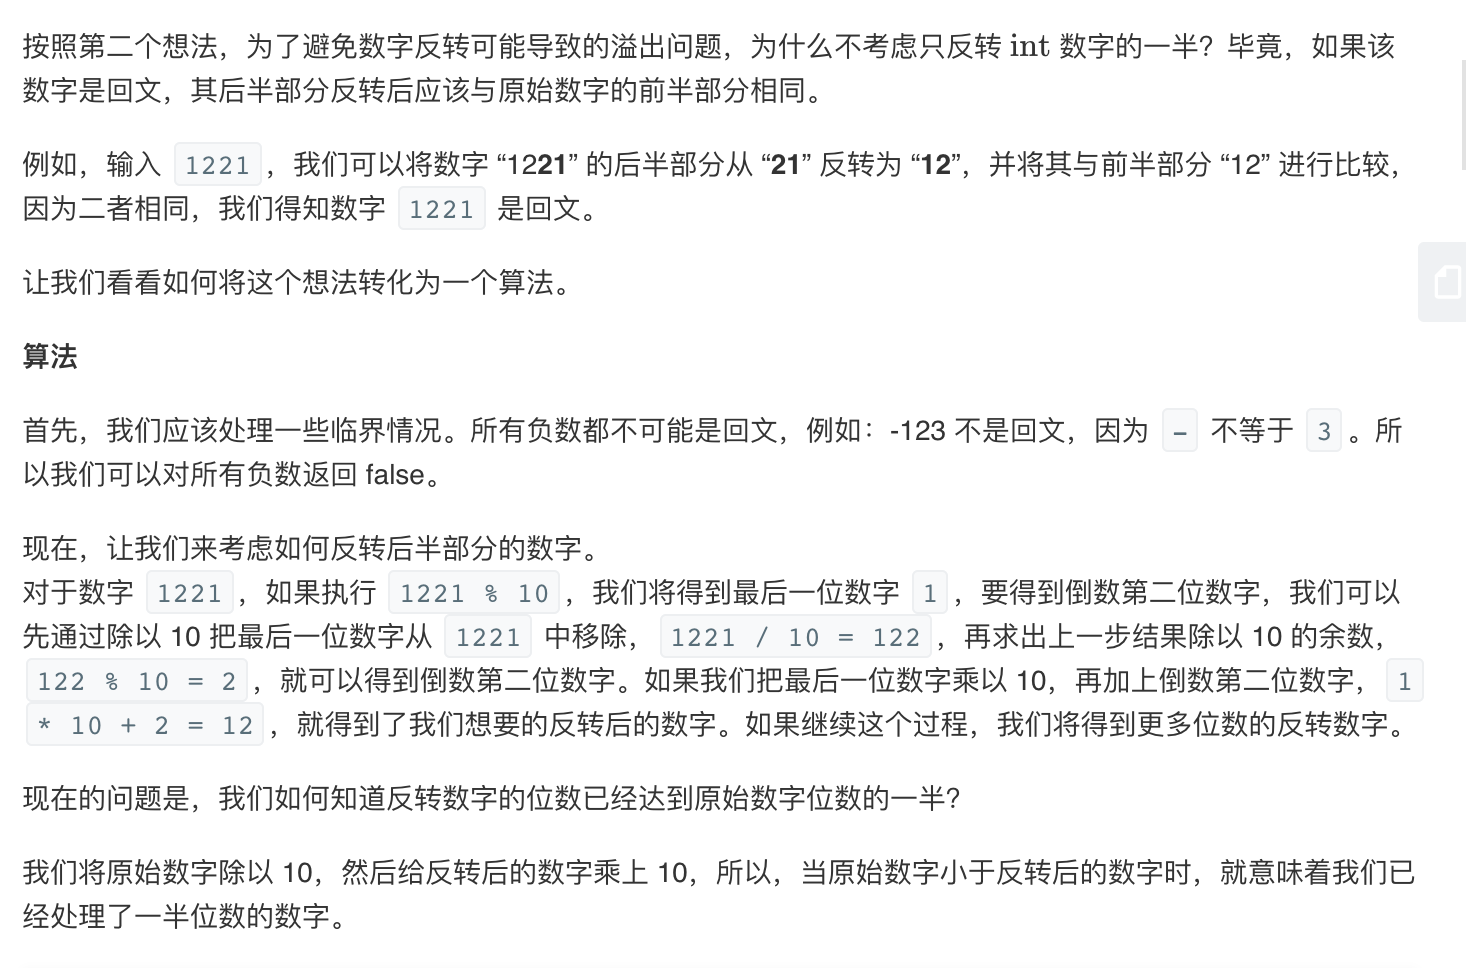 按照第二个想法，为了避免数字反转可能导致的溢出问题，为什么不考虑只反转 int 数字的一半？毕竟，如果该
数字是回文，其后半部分反转后应该与原始数字的前半部分相同。
例如，输入 1221 ，我们可以将数字 “1221” 的后半部分从 “21” 反转为 “12”，并将其与前半部分 “12” 进行比较，
因为二者相同，我们得知数字 1221 是回文。
让我们看看如何将这个想法转化为一个算法。
算法
首先，我们应该处理一些临界情况。所有负数都不可能是回文，例如：-123 不是回文，因为 - 不等于 3 。所
以我们可以对所有负数返回 false。
现在，让我们来考虑如何反转后半部分的数字。
对于数字 1221 ，如果执行 1221 % 10 ，我们将得到最后一位数字 1 ，要得到倒数第二位数字，我们可以
先通过除以 10 把最后一位数字从 1221 中移除， 1221 / 10 = 122 ，再求出上一步结果除以 10 的余数，
122 % 10 = 2 ，就可以得到倒数第二位数字。如果我们把最后一位数字乘以 10，再加上倒数第二位数字， 1
* 10 + 2 = 12 ，就得到了我们想要的反转后的数字。如果继续这个过程，我们将得到更多位数的反转数字。
现在的问题是，我们如何知道反转数字的位数已经达到原始数字位数的一半？
我们将原始数字除以 10，然后给反转后的数字乘上 10，所以，当原始数字小于反转后的数字时，就意味着我们已
经处理了一半位数的数字。